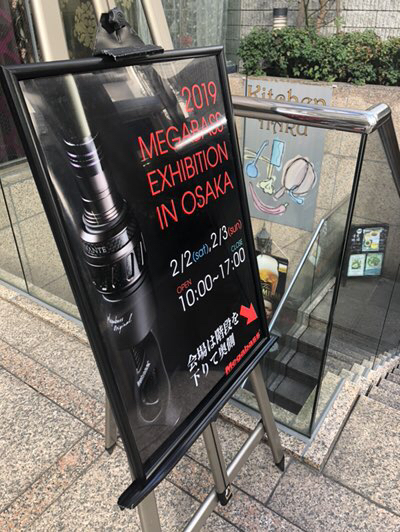 2019
MEGABASS
EXHIBITION
IN OSAKA
2/2(sat), 2/3(sun)
OPEN CLOSE
10:00~17:00
会場は階段を
下りて奥側
Megabass
Kitchen